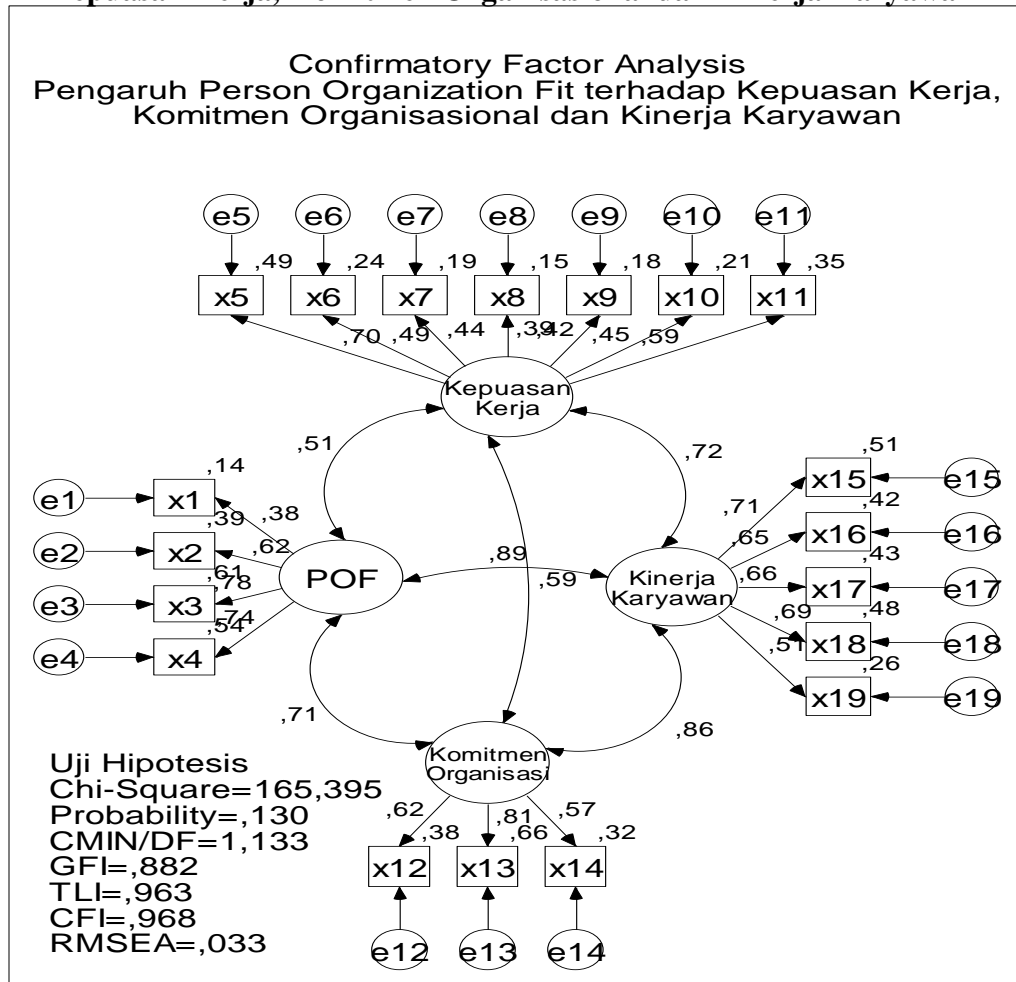 Confirmatory Factor Analysis
Pengaruh Person Organization Fit terhadap Kepuasan Kerja,
Komitmen Organisasional dan Kinerja Karyawan
e5 e6 e7 e8 e9 e10 e11
,49 ,24 ,19 ,15 ,18 ,21 ,35
x5 x6 x7 x8 x9 x10 x11
,70 ,49 ,44 ,39 ,42 ,45 ,59
Kepuasan
Kerja
,51
,72
,14
e1 x1
,38
,39
e2 x2
,62
,61
e3 x3
,78
,54
e4 x4
,74
POF
,89
,59
Kinerja
Karyawan
,51
,71
x15 e15
,42
,65
x16 e16
,43
,66
x17 e17
,48
,69
x18 e18
,26
,51
x19 e19
,71
,86
Komitmen
Organisasi
,62 ,81 ,57
,38 ,66 ,32
x12 x13 x14
e12 e13 e14
Uji Hipotesis
Chi-Square=165,395
Probability=,130
CMIN/DF=1,133
GFI=,882
TLI=,963
CFI=,968
RMSEA=,033